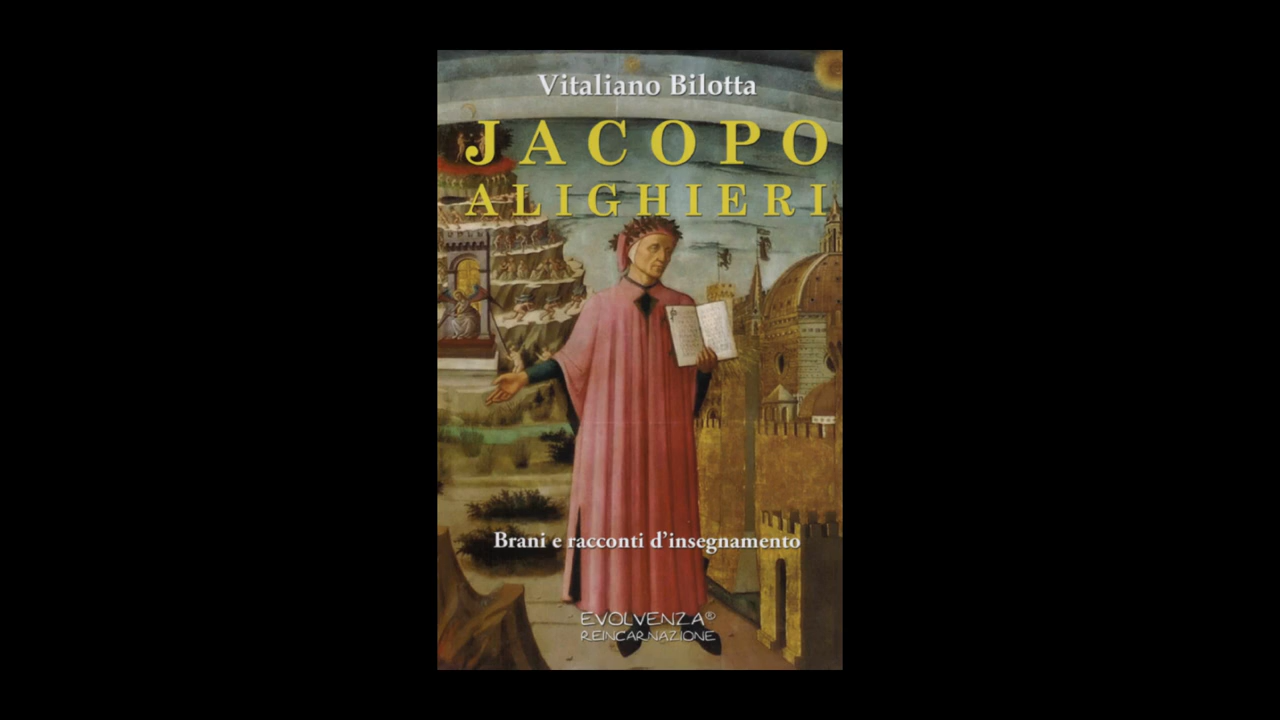 Vitaliano Bilotta
JACOPO
ALIGHIERI
Brani e racconti d’insegnamento
EVOLVENZA®
REINCARNAZIONE